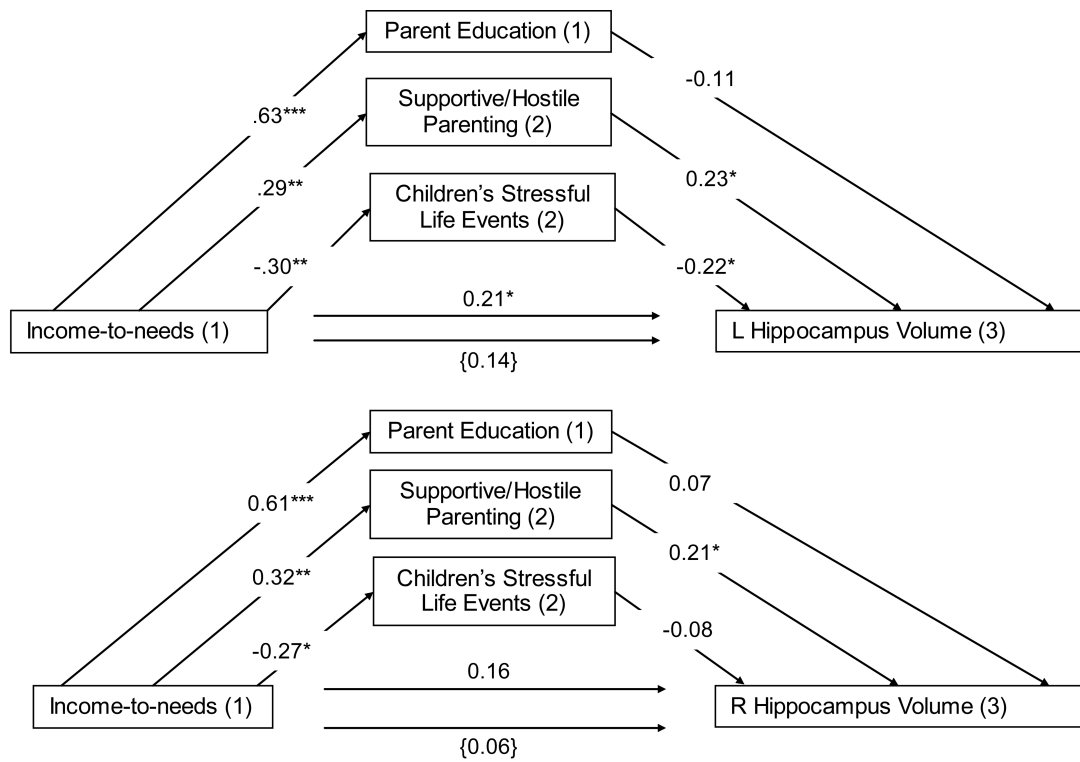 Parent Education (1)
-0.11
Supportive/Hostile
Parenting (2)
.63***
.29**
0.23*
Children’s Stressful
Life Events (2)
-.30**
-0.22*
0.21*
Income-to-needs (1)
L Hippocampus Volume (3)
{0.14}
Parent Education (1)
0.07
Supportive/Hostile
Parenting (2)
0.61***
0.32**
0.21*
Children’s Stressful
Life Events (2)
-0.27*
-0.08
0.16
Income-to-needs (1)
R Hippocampus Volume (3)
{0.06}